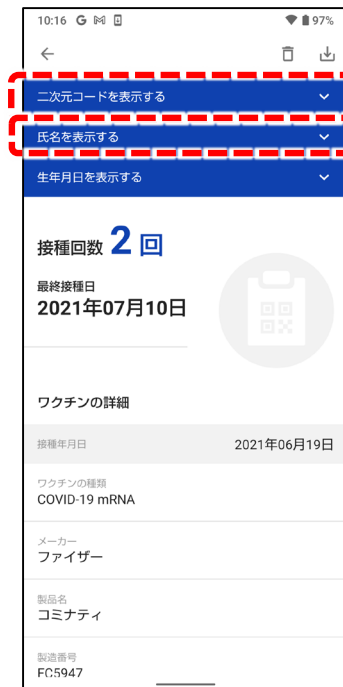 10:16 G 97%
二次元コードを表示する
氏名を表示する
生年月日を表示する
接種回数 2 回
最終接種日
2021年07月10日
ワクチンの詳細
接種年月日 2021年06月19日
ワクチンの種類
COVID-19 mRNA
メーカー
ファイザー
製品名
コミナティ
製造番号
FC5947